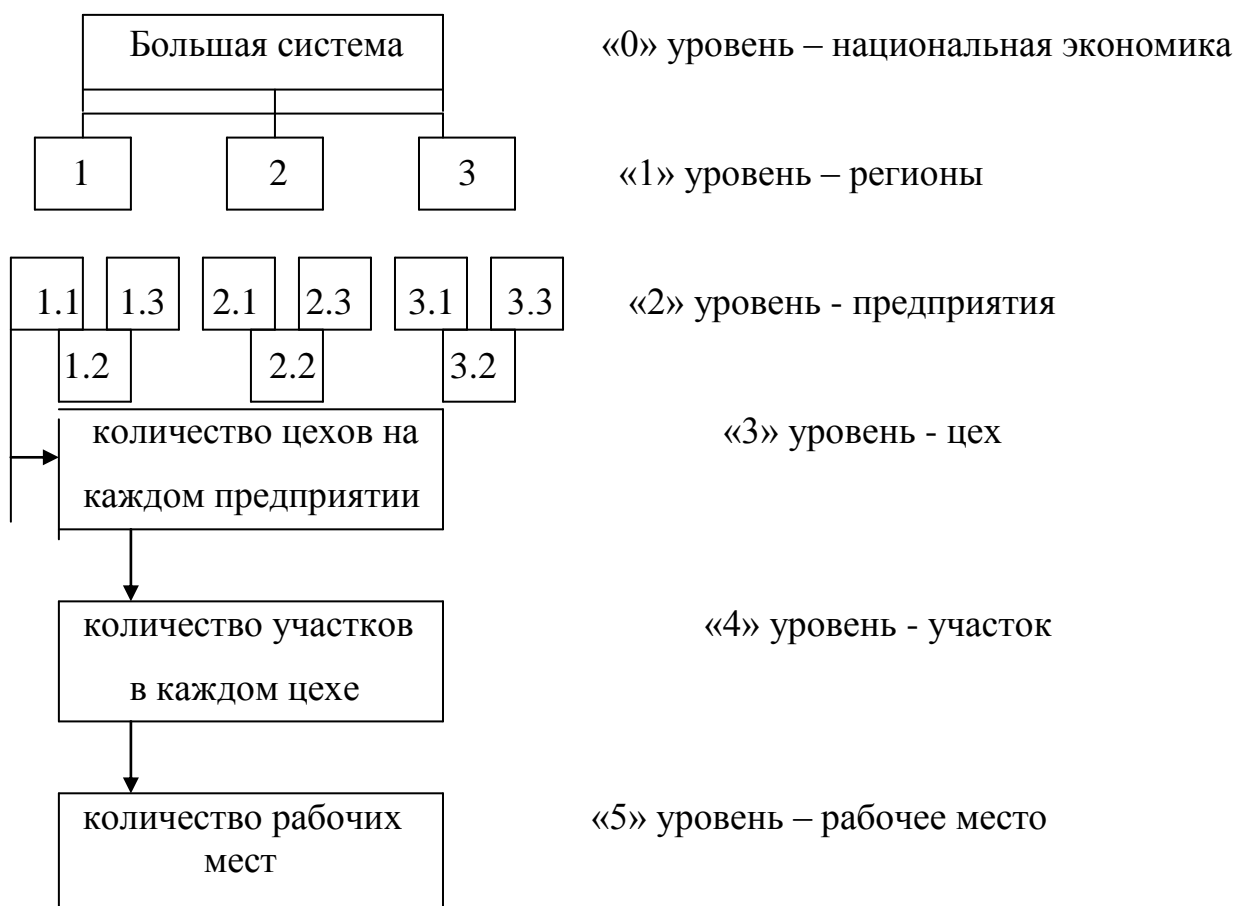 Большая система «0» уровень – национальная экономика
1 2 3 «1» уровень – регионы
1.1 1.3 2.1 2.3 3.1 3.3 «2» уровень - предприятия
1.2 2.2 3.2
количество цехов на «3» уровень - цех
каждом предприятии
количество участков «4» уровень - участок
в каждом цехе
количество рабочих «5» уровень – рабочее место
мест